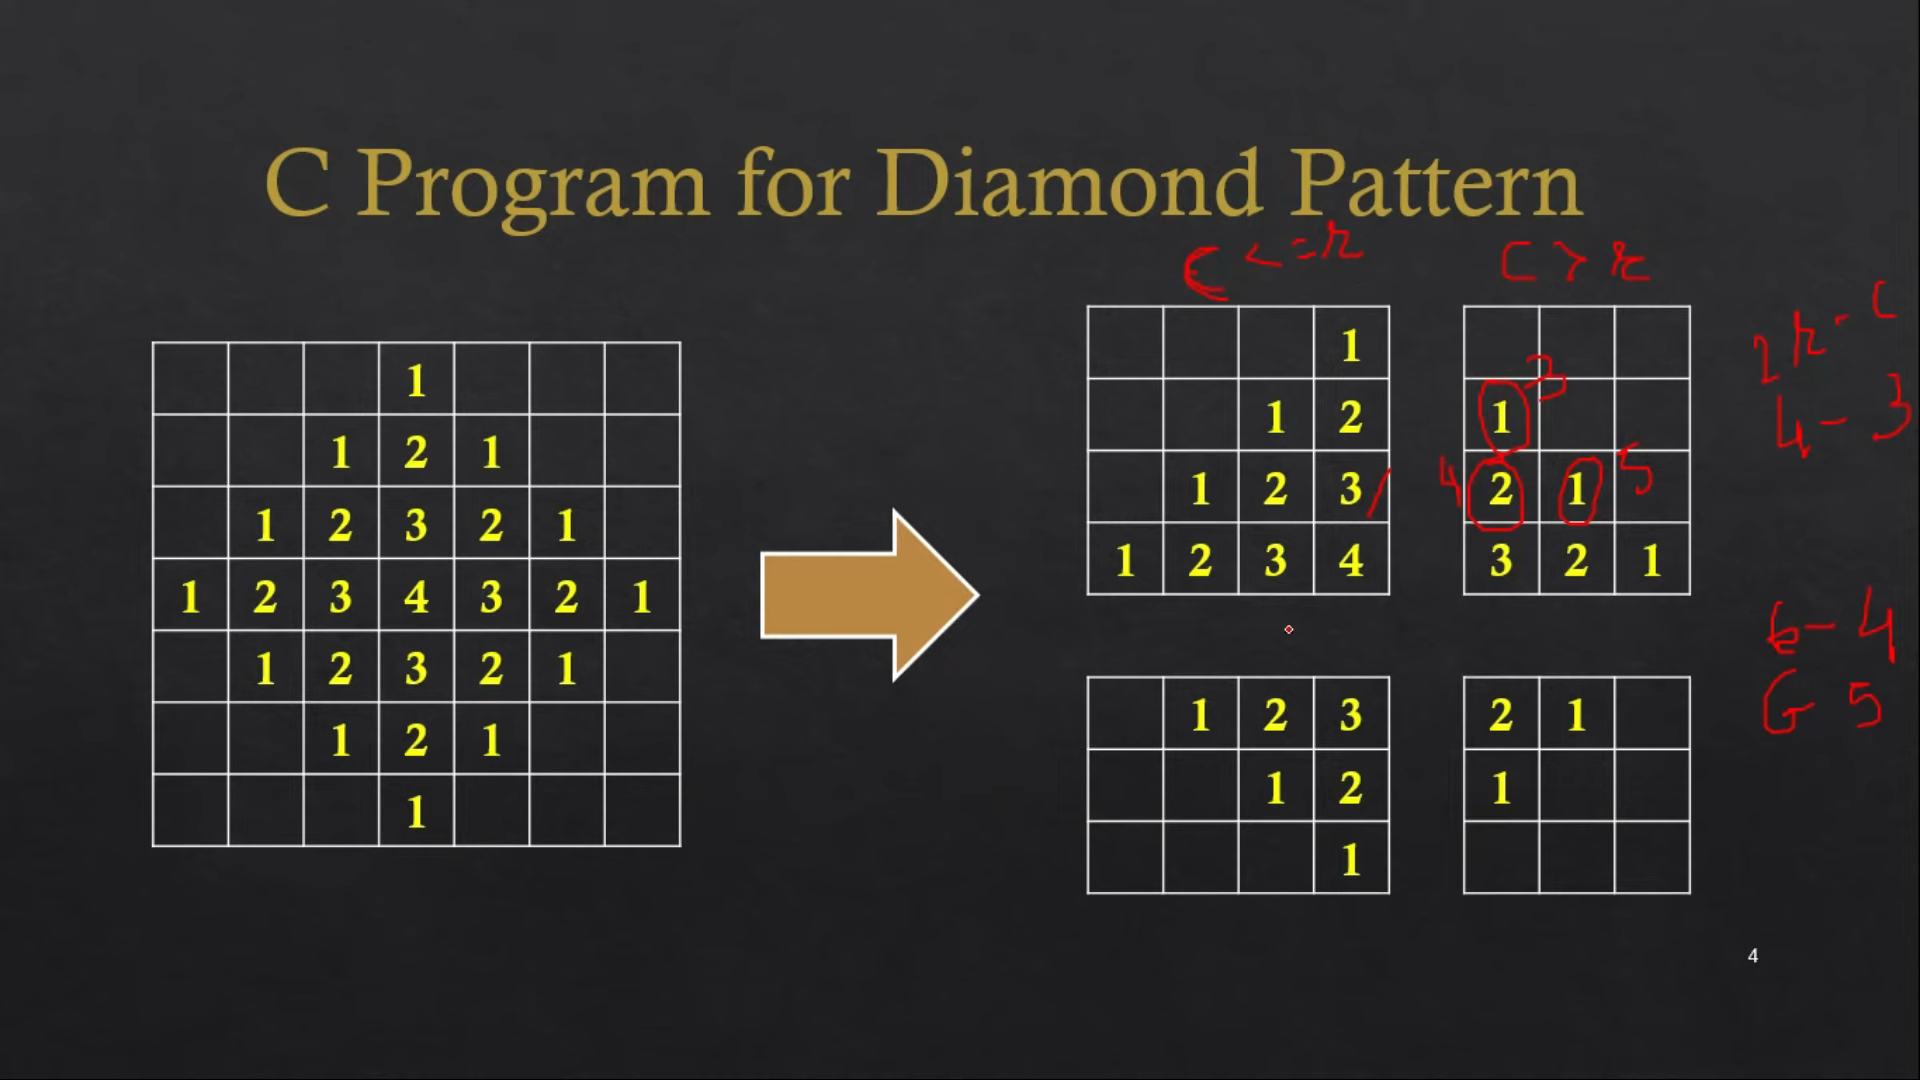 C Program for Diamond Pattern
c <= r
c > r
1
1 2 1
1 2 3 2 1
1 2 3 4 3 2 1
1 2 3 2 1
1 2 1
1
1
1 2
1 2 3
1 2 3 4
1 3
4 2 1 5
3 2 1
2r - c
4 - 3
6 - 4
6 5
1 2 3
1 2
1
2 1
1
4